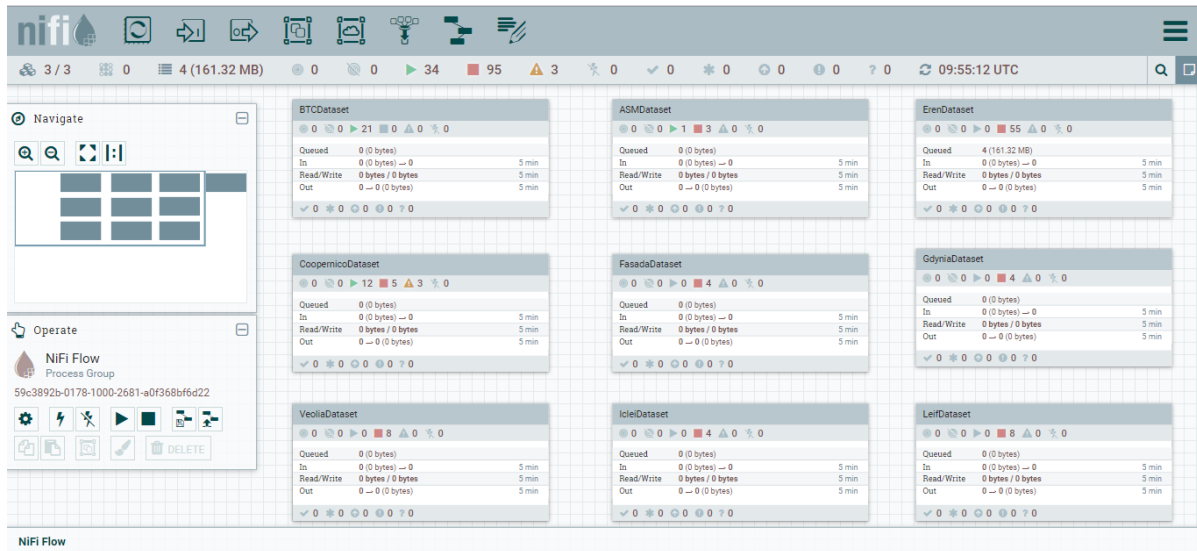 nifi
3 / 3 0 4 (161.32 MB) 0 0 34 95 3 0 0 0 0 0 ? 0 09:55:12 UTC
Navigate
Operate
NiFi Flow
Process Group
59c3892b-0178-1000-2681-a0f368bf6d22
DELETE
BTCDataset
0 0 21 0 0 0
Queued 0 (0 bytes)
In 0 (0 bytes) → 0 5 min
Read/Write 0 bytes / 0 bytes 5 min
Out 0 → 0 (0 bytes) 5 min
0 0 0 0 ? 0
ASMDataset
0 0 1 3 0 0
Queued 0 (0 bytes)
In 0 (0 bytes) → 0 5 min
Read/Write 0 bytes / 0 bytes 5 min
Out 0 → 0 (0 bytes) 5 min
0 0 0 0 ? 0
ErenDataset
0 0 0 55 0 0
Queued 4 (161.32 MB)
In 0 (0 bytes) → 0 5 min
Read/Write 0 bytes / 0 bytes 5 min
Out 0 → 0 (0 bytes) 5 min
0 0 0 0 ? 0
CoopernicoDataset
0 0 12 5 3 0
Queued 0 (0 bytes)
In 0 (0 bytes) → 0 5 min
Read/Write 0 bytes / 0 bytes 5 min
Out 0 → 0 (0 bytes) 5 min
0 0 0 0 ? 0
FasadaDataset
0 0 0 4 0 0
Queued 0 (0 bytes)
In 0 (0 bytes) → 0 5 min
Read/Write 0 bytes / 0 bytes 5 min
Out 0 → 0 (0 bytes) 5 min
0 0 0 0 ? 0
GdyniaDataset
0 0 0 4 0 0
Queued 0 (0 bytes)
In 0 (0 bytes) → 0 5 min
Read/Write 0 bytes / 0 bytes 5 min
Out 0 → 0 (0 bytes) 5 min
0 0 0 0 ? 0
VeoliaDataset
0 0 0 8 0 0
Queued 0 (0 bytes)
In 0 (0 bytes) → 0 5 min
Read/Write 0 bytes / 0 bytes 5 min
Out 0 → 0 (0 bytes) 5 min
0 0 0 0 ? 0
IcleiDataset
0 0 0 4 0 0
Queued 0 (0 bytes)
In 0 (0 bytes) → 0 5 min
Read/Write 0 bytes / 0 bytes 5 min
Out 0 → 0 (0 bytes) 5 min
0 0 0 0 ? 0
LeifDataset
0 0 0 8 0 0
Queued 0 (0 bytes)
In 0 (0 bytes) → 0 5 min
Read/Write 0 bytes / 0 bytes 5 min
Out 0 → 0 (0 bytes) 5 min
0 0 0 0 ? 0
NiFi Flow